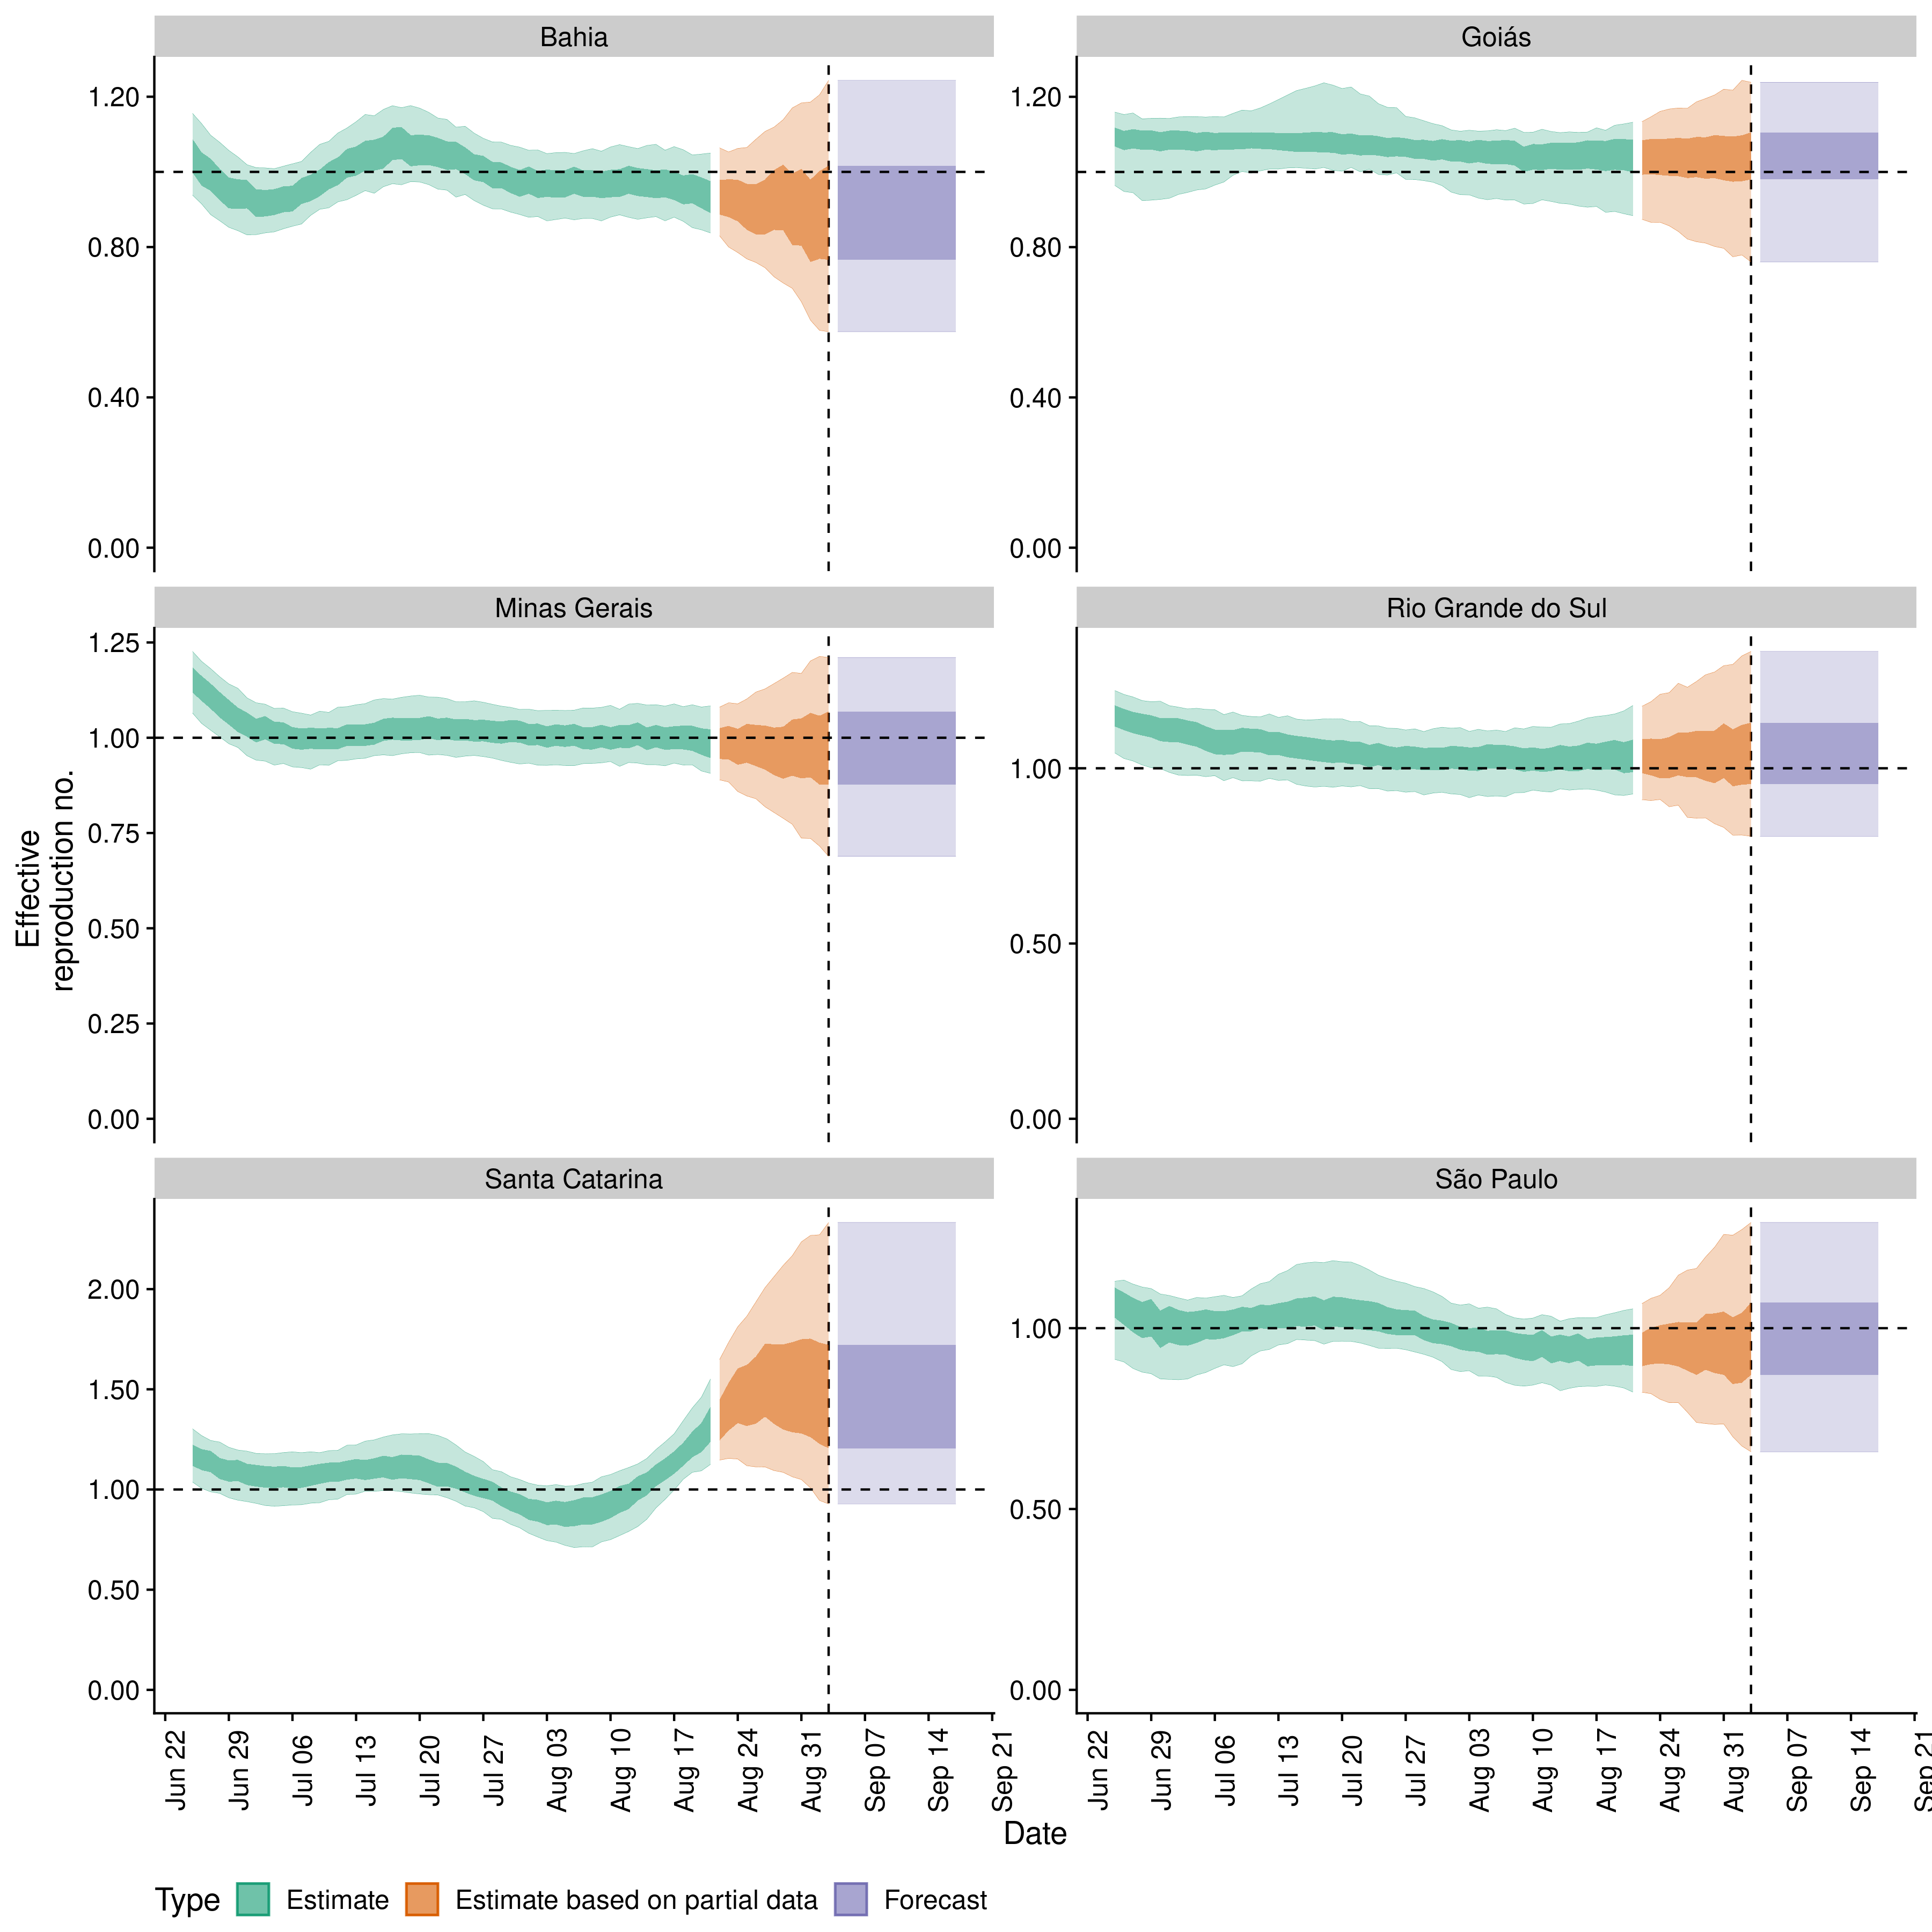 Bahia
Goiás
1.20
0.80
0.40
0.00
1.20
0.80
0.40
0.00
Minas Gerais
Rio Grande do Sul
1.25
1.00
0.75
0.50
0.25
0.00
1.00
0.50
0.00
Effective
reproduction no.
Santa Catarina
São Paulo
2.00
1.50
1.00
0.50
0.00
1.00
0.50
0.00
Jun 22
Jun 29
Jul 06
Jul 13
Jul 20
Jul 27
Aug 03
Aug 10
Aug 17
Aug 24
Aug 31
Sep 07
Sep 14
Sep 21
Jun 22
Jun 29
Jul 06
Jul 13
Jul 20
Jul 27
Aug 03
Aug 10
Aug 17
Aug 24
Aug 31
Sep 07
Sep 14
Sep 21
Date
Type Estimate Estimate based on partial data Forecast